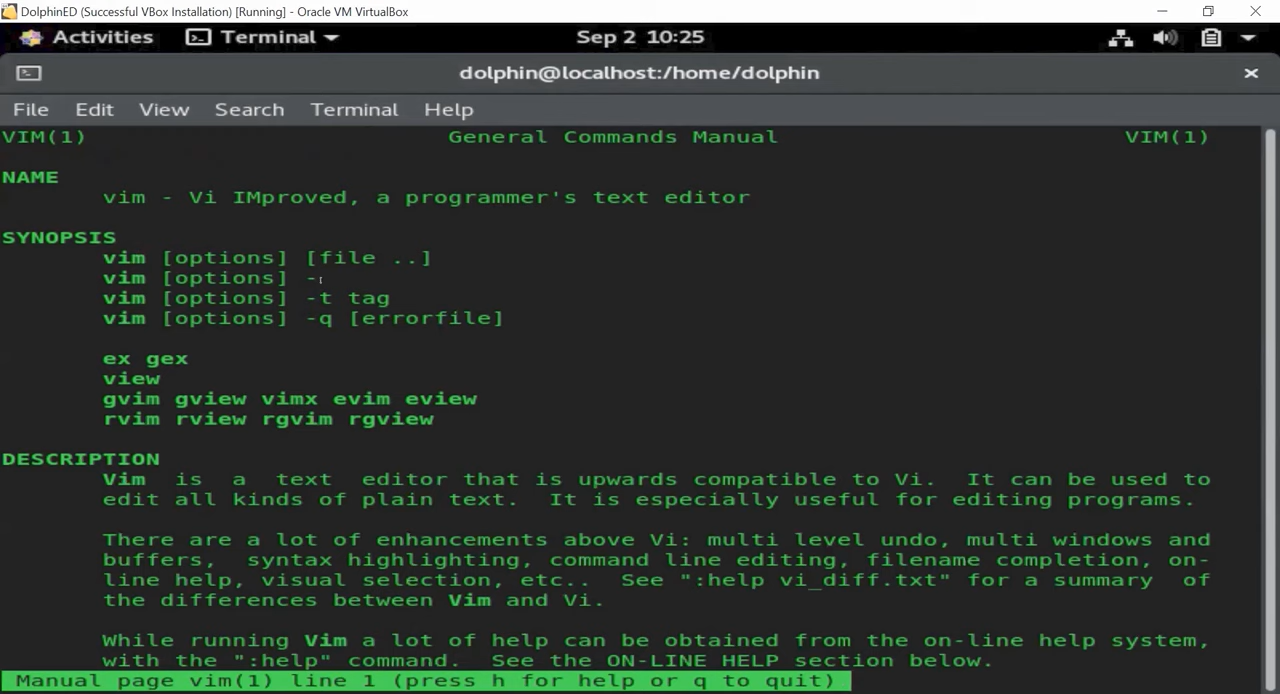 DolphinED (Successful VBox Installation) [Running] - Oracle VM VirtualBox
Activities Terminal Sep 2 10:25
dolphin@localhost:/home/dolphin
File Edit View Search Terminal Help
VIM(1) General Commands Manual VIM(1)
NAME
vim - Vi IMproved, a programmer's text editor
SYNOPSIS
vim [options] [file ..]
vim [options] -
vim [options] -t tag
vim [options] -q [errorfile]
ex gex
view
gvim gview vimx evim eview
rvim rview rgvim rgview
DESCRIPTION
Vim is a text editor that is upwards compatible to Vi. It can be used to
edit all kinds of plain text. It is especially useful for editing programs.
There are a lot of enhancements above Vi: multi level undo, multi windows and
buffers, syntax highlighting, command line editing, filename completion, on-
line help, visual selection, etc.. See ":help vi_diff.txt" for a summary of
the differences between Vim and Vi.
While running Vim a lot of help can be obtained from the on-line help system,
with the ":help" command. See the ON-LINE HELP section below.
Manual page vim(1) line 1 (press h for help or q to quit)